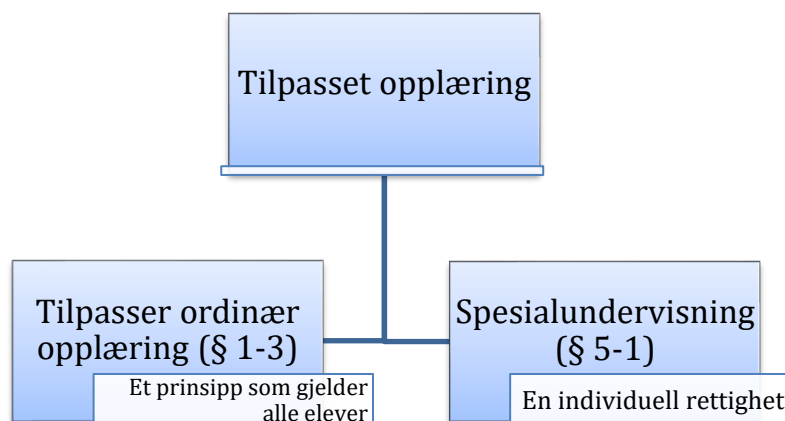 Tilpasset opplæring
Tilpasser ordinær
opplæring (§ 1-3)
Et prinsipp som gjelder
alle elever
Spesialundervisning
(§ 5-1)
En individuell rettighet